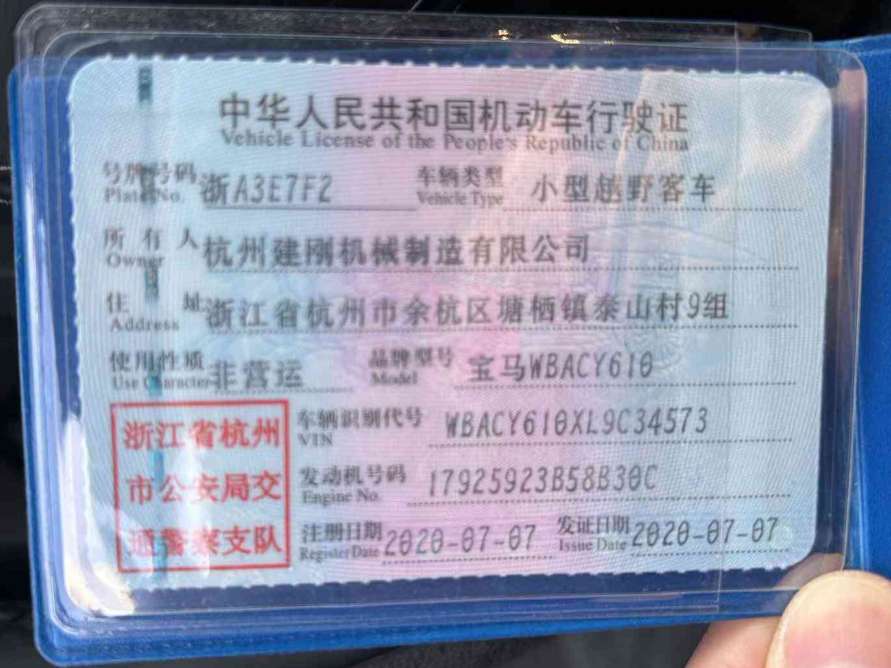 中华人民共和国机动车行驶证
Vehicle License of the People's Republic of China
号牌号码 浙A3E7F2 车辆类型 小型越野客车
Plate No. Vehicle Type
所有人 杭州建刚机械制造有限公司
Owner
住址 浙江省杭州市余杭区塘栖镇泰山村9组
Address
使用性质 非营运 品牌型号 宝马WBACY610
Use Character Model
浙江省杭州
市公安局交
通警察支队
车辆识别代号 WBACY610XL9C34573
VIN
发动机号码 17925923B58B30C
Engine No.
注册日期 2020-07-07 发证日期 2020-07-07
Register Date Issue Date